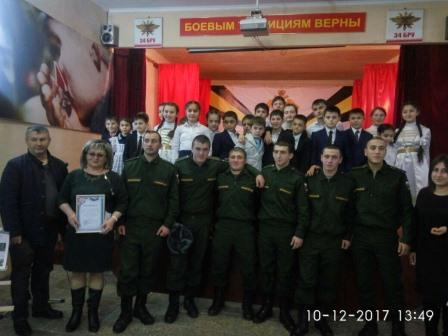 БОЕВЫМ ТРАДИЦИЯМ ВЕРНЫ
34 БРУ
34 БРУ
10-12-2017 13:49